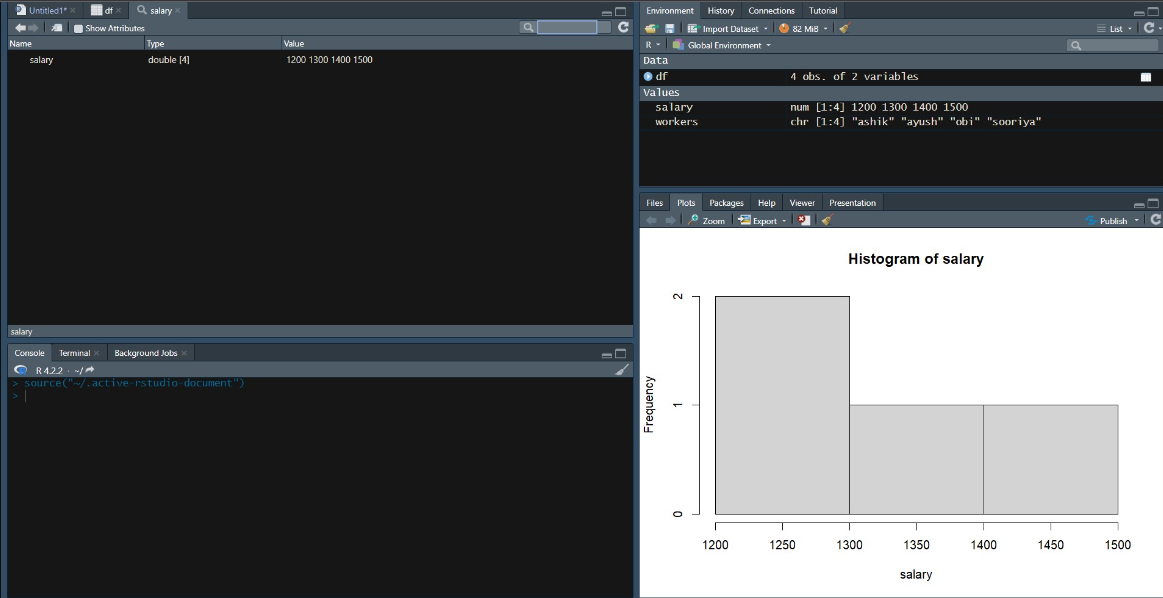 Untitled1* df salary
Show Attributes
Name Type Value
salary double [4] 1200 1300 1400 1500
salary
Console Terminal Background Jobs
R 4.2.2 · ~/
> source("~/.active-rstudio-document")
>
Environment History Connections Tutorial
Import Dataset 82 MiB List
R Global Environment
Data
df 4 obs. of 2 variables
Values
salary num [1:4] 1200 1300 1400 1500
workers chr [1:4] "ashik" "ayush" "obi" "sooriya"
Files Plots Packages Help Viewer Presentation
Zoom Export Publish
Histogram of salary
2
1
0
Frequency
1200 1250 1300 1350 1400 1450 1500
salary